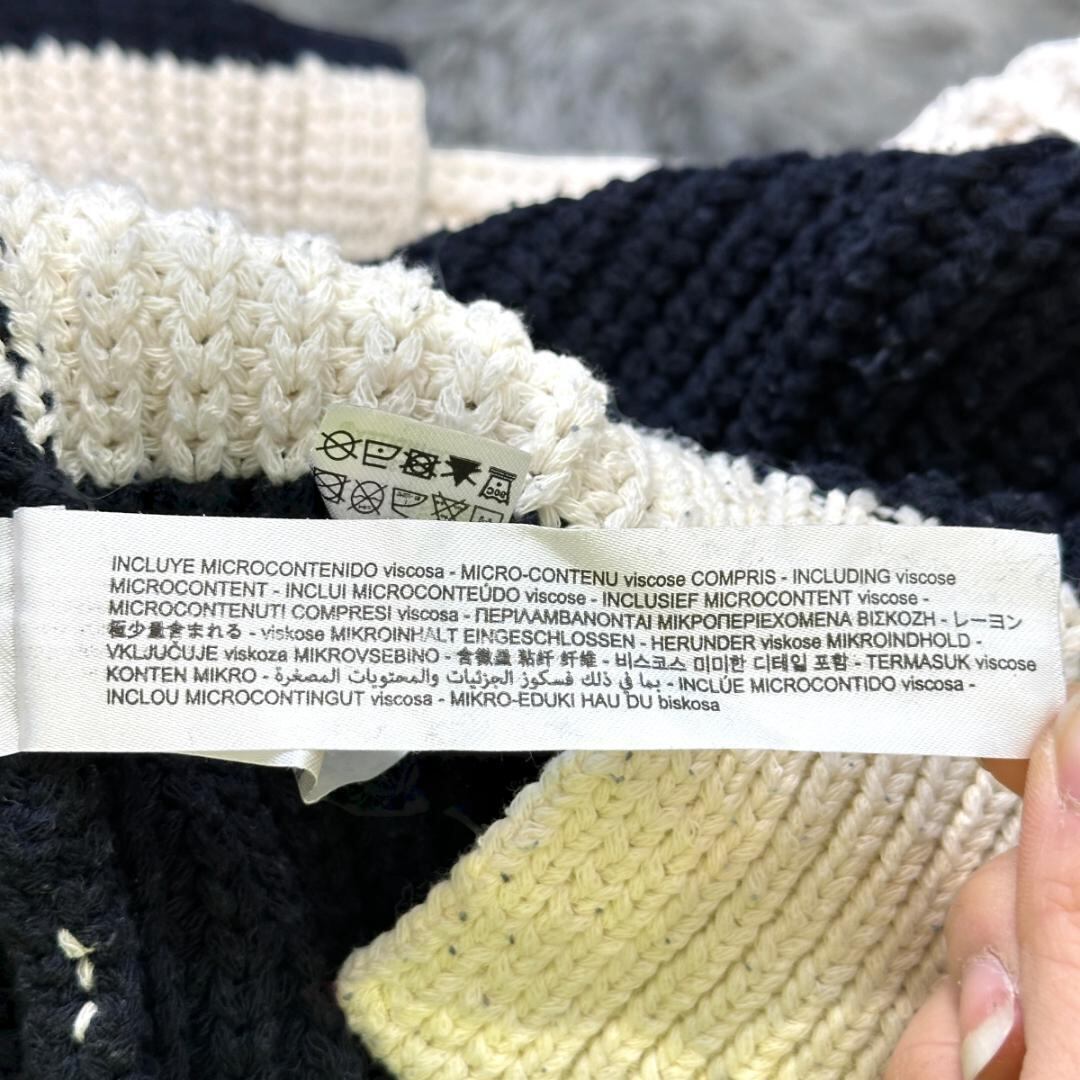 INCLUYE MICROCONTENIDO viscosa - MICRO-CONTENU viscose COMPRIS - INCLUDING viscose
MICROCONTENT - INCLUI MICROCONTEÚDO viscose - INCLUSIEF MICROCONTENT viscose -
MICROCONTENUTI COMPRESI viscosa - ΠΕΡΙΛΑΜΒΑΝΟΝΤΑΙ ΜΙΚΡΟΠΕΡΙΕΧΟΜΕΝΑ ΒΙΣΚΟΖΗ - レーヨン
極少量含まれる - viskose MIKROINHALT EINGESCHLOSSEN - HERUNDER viskose MIKROINDHOLD -
VKLJUČUJE viskoza MIKROVSEBINO - 含微量 粘纤 纤维 - 비스코스 미미한 디테일 포함 - TERMASUK viscose
KONTEN MIKRO - بما في ذلك فسكوز الجزئيات والمحتويات المصغرة - INCLÚE MICROCONTIDO viscosa -
INCLOU MICROCONTINGUT viscosa - MIKRO-EDUKI HAU DU biskosa